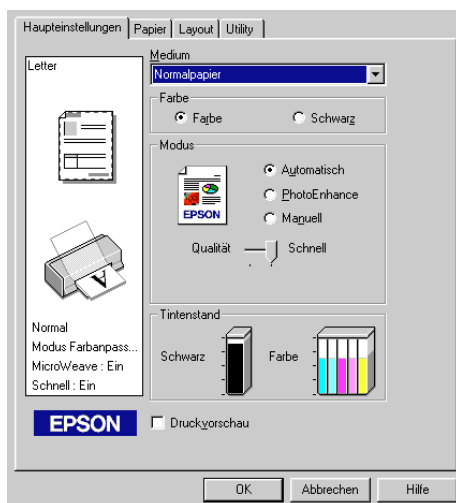 Haupteinstellungen Papier Layout Utility
Letter
Medium
Normalpapier
Farbe
Farbe Schwarz
Modus
EPSON
Automatisch
PhotoEnhance
Manuell
Qualität Schnell
Tintenstand
Schwarz Farbe
Normal
Modus Farbanpass...
MicroWeave : Ein
Schnell : Ein
EPSON
Druckvorschau
OK Abbrechen Hilfe